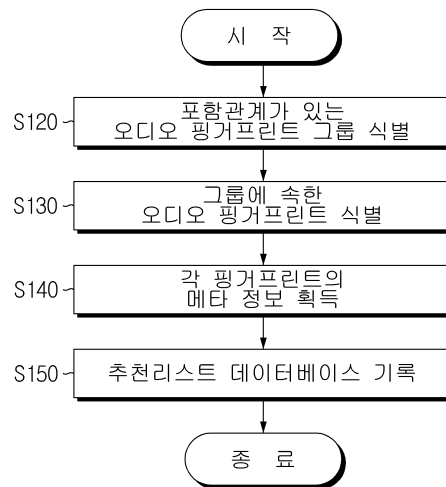 시 작
S120
포함관계가 있는
오디오 핑거프린트 그룹 식별
S130
그룹에 속한
오디오 핑거프린트 식별
S140
각 핑거프린트의
메타 정보 획득
S150
추천리스트 데이터베이스 기록
종 료